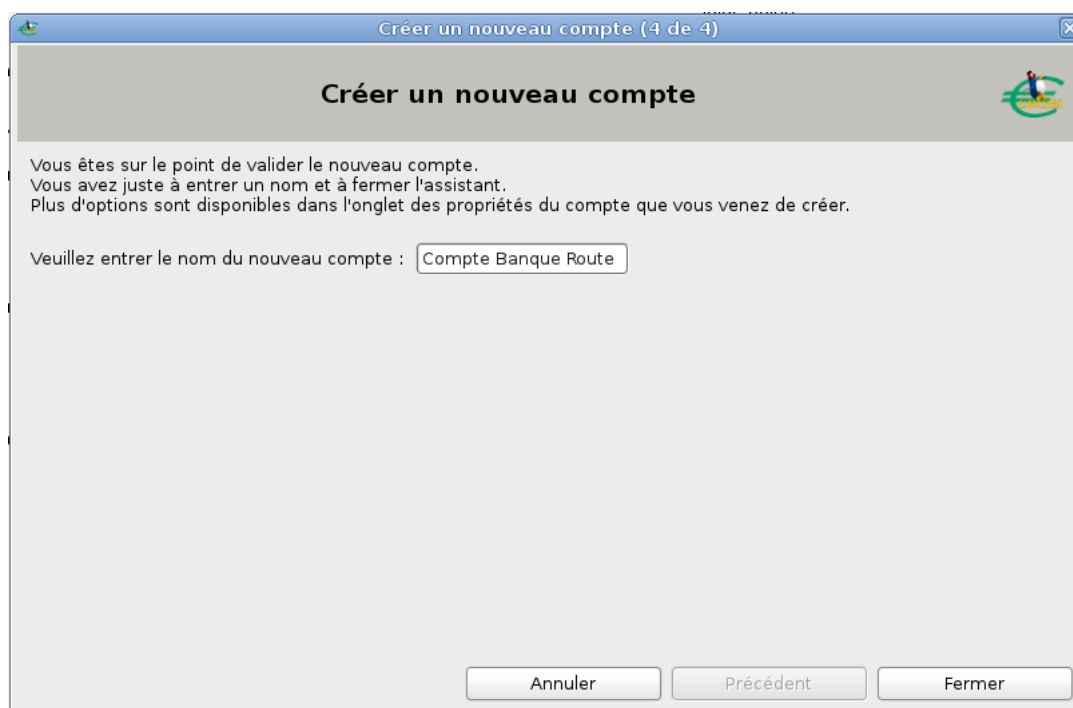 Créer un nouveau compte (4 de 4)
Créer un nouveau compte
Vous êtes sur le point de valider le nouveau compte.
Vous avez juste à entrer un nom et à fermer l'assistant.
Plus d'options sont disponibles dans l'onglet des propriétés du compte que vous venez de créer.
Veuillez entrer le nom du nouveau compte : Compte Banque Route
Annuler Précédent Fermer